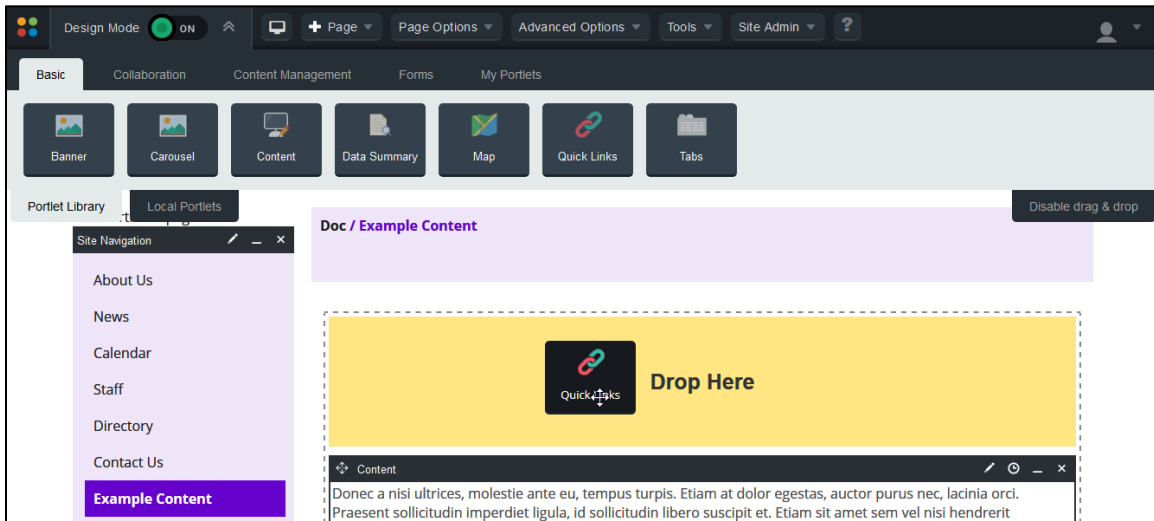 Design Mode ON + Page Page Options Advanced Options Tools Site Admin ?
Basic Collaboration Content Management Forms My Portlets
Banner Carousel Content Data Summary Map Quick Links Tabs
Portlet Library Local Portlets Disable drag & drop
Site Navigation
About Us
News
Calendar
Staff
Directory
Contact Us
Example Content
Doc / Example Content
Quick Links
Drop Here
Content
Donec a nisi ultrices, molestie ante eu, tempus turpis. Etiam at dolor egestas, auctor purus nec, lacinia orci.
Praesent sollicitudin imperdiet ligula, id sollicitudin libero suscipit et. Etiam sit amet sem vel nisi hendrerit